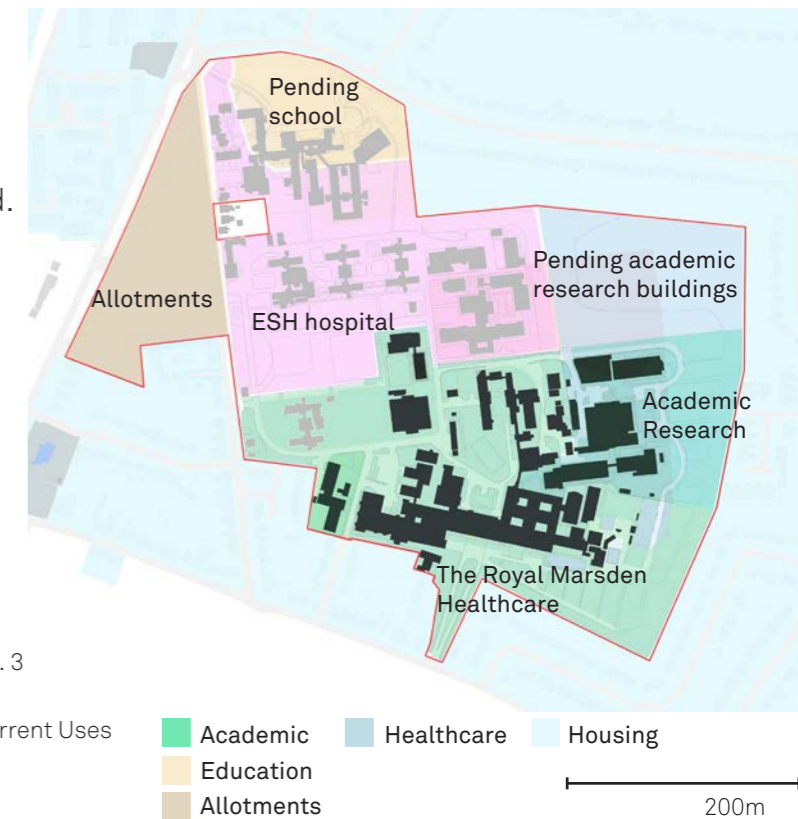 Pending
school
d.
Allotments
ESH hospital
Pending academic
research buildings
Academic
Research
The Royal Marsden
Healthcare
. 3
rrent Uses
Academic
Healthcare
Housing
Education
Allotments
200m